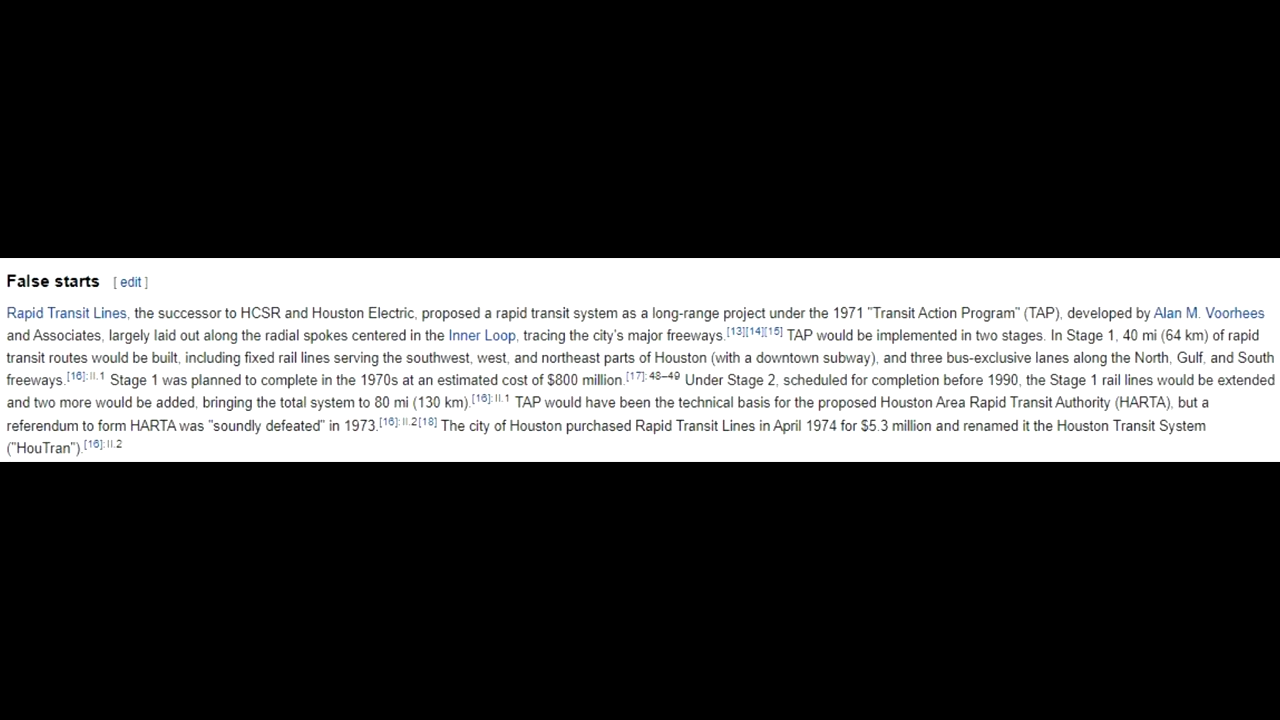 False starts [ edit ]
Rapid Transit Lines, the successor to HCSR and Houston Electric, proposed a rapid transit system as a long-range project under the 1971 "Transit Action Program" (TAP), developed by Alan M. Voorhees
and Associates, largely laid out along the radial spokes centered in the Inner Loop, tracing the city's major freeways.[13][14][15] TAP would be implemented in two stages. In Stage 1, 40 mi (64 km) of rapid
transit routes would be built, including fixed rail lines serving the southwest, west, and northeast parts of Houston (with a downtown subway), and three bus-exclusive lanes along the North, Gulf, and South
freeways.[16]:II.1 Stage 1 was planned to complete in the 1970s at an estimated cost of $800 million.[17]:48–49 Under Stage 2, scheduled for completion before 1990, the Stage 1 rail lines would be extended
and two more would be added, bringing the total system to 80 mi (130 km).[16]:II.1 TAP would have been the technical basis for the proposed Houston Area Rapid Transit Authority (HARTA), but a
referendum to form HARTA was "soundly defeated" in 1973.[16]:II.2[18] The city of Houston purchased Rapid Transit Lines in April 1974 for $5.3 million and renamed it the Houston Transit System
("HouTran").[16]:II.2